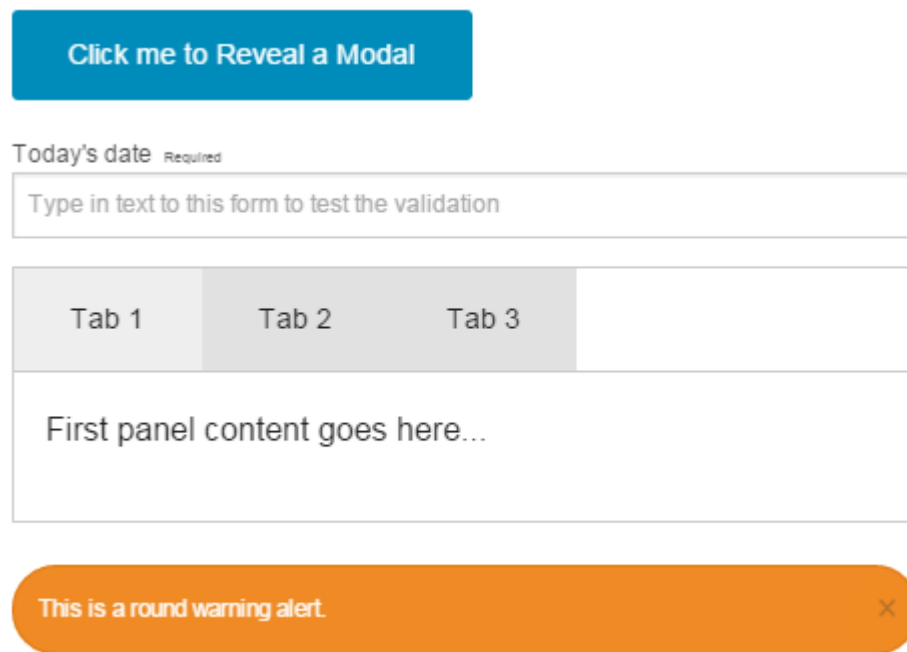 Click me to Reveal a Modal
Today's date Required
Type in text to this form to test the validation
Tab 1 Tab 2 Tab 3
First panel content goes here...
This is a round warning alert. ×